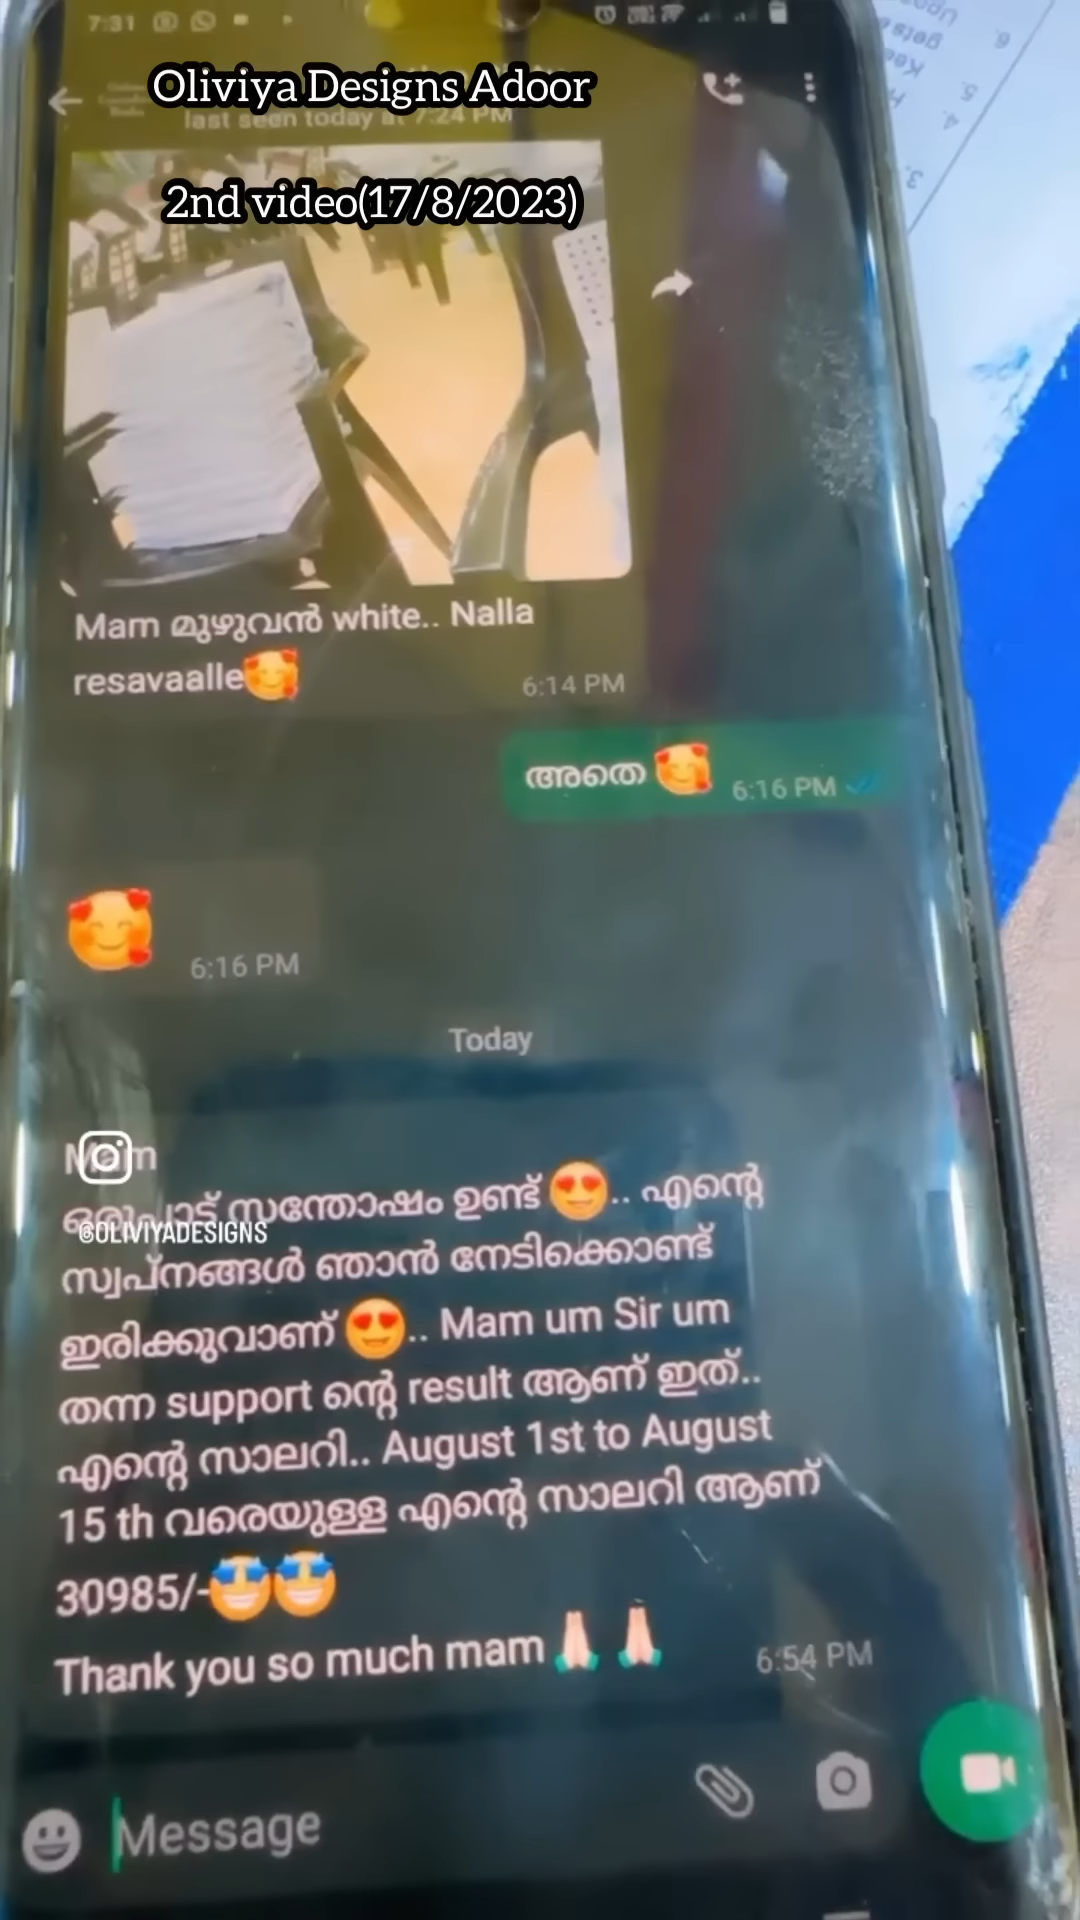 7:31
Oliviya Designs Adoor
last seen today at 7:24 PM
2nd video(17/8/2023)
Mam മുഴുവൻ white.. Nalla
resavaalle🥰
6:14 PM
അതെ 🥰 6:16 PM
🥰 6:16 PM
Today
Mam
ഒരുപാട് സന്തോഷം ഉണ്ട് 😍.. എന്റെ
@OLIVIYADESIGNS
സ്വപ്നങ്ങൾ ഞാൻ നേടിക്കൊണ്ട്
ഇരിക്കുവാണ് 😍.. Mam um Sir um
തന്ന support ന്റെ result ആണ് ഇത്..
എന്റെ സാലറി.. August 1st to August
15 th വരെയുള്ള എന്റെ സാലറി ആണ്
30985/-🤩🤩
Thank you so much mam 🙏🏻 🙏🏻
6:54 PM
Message